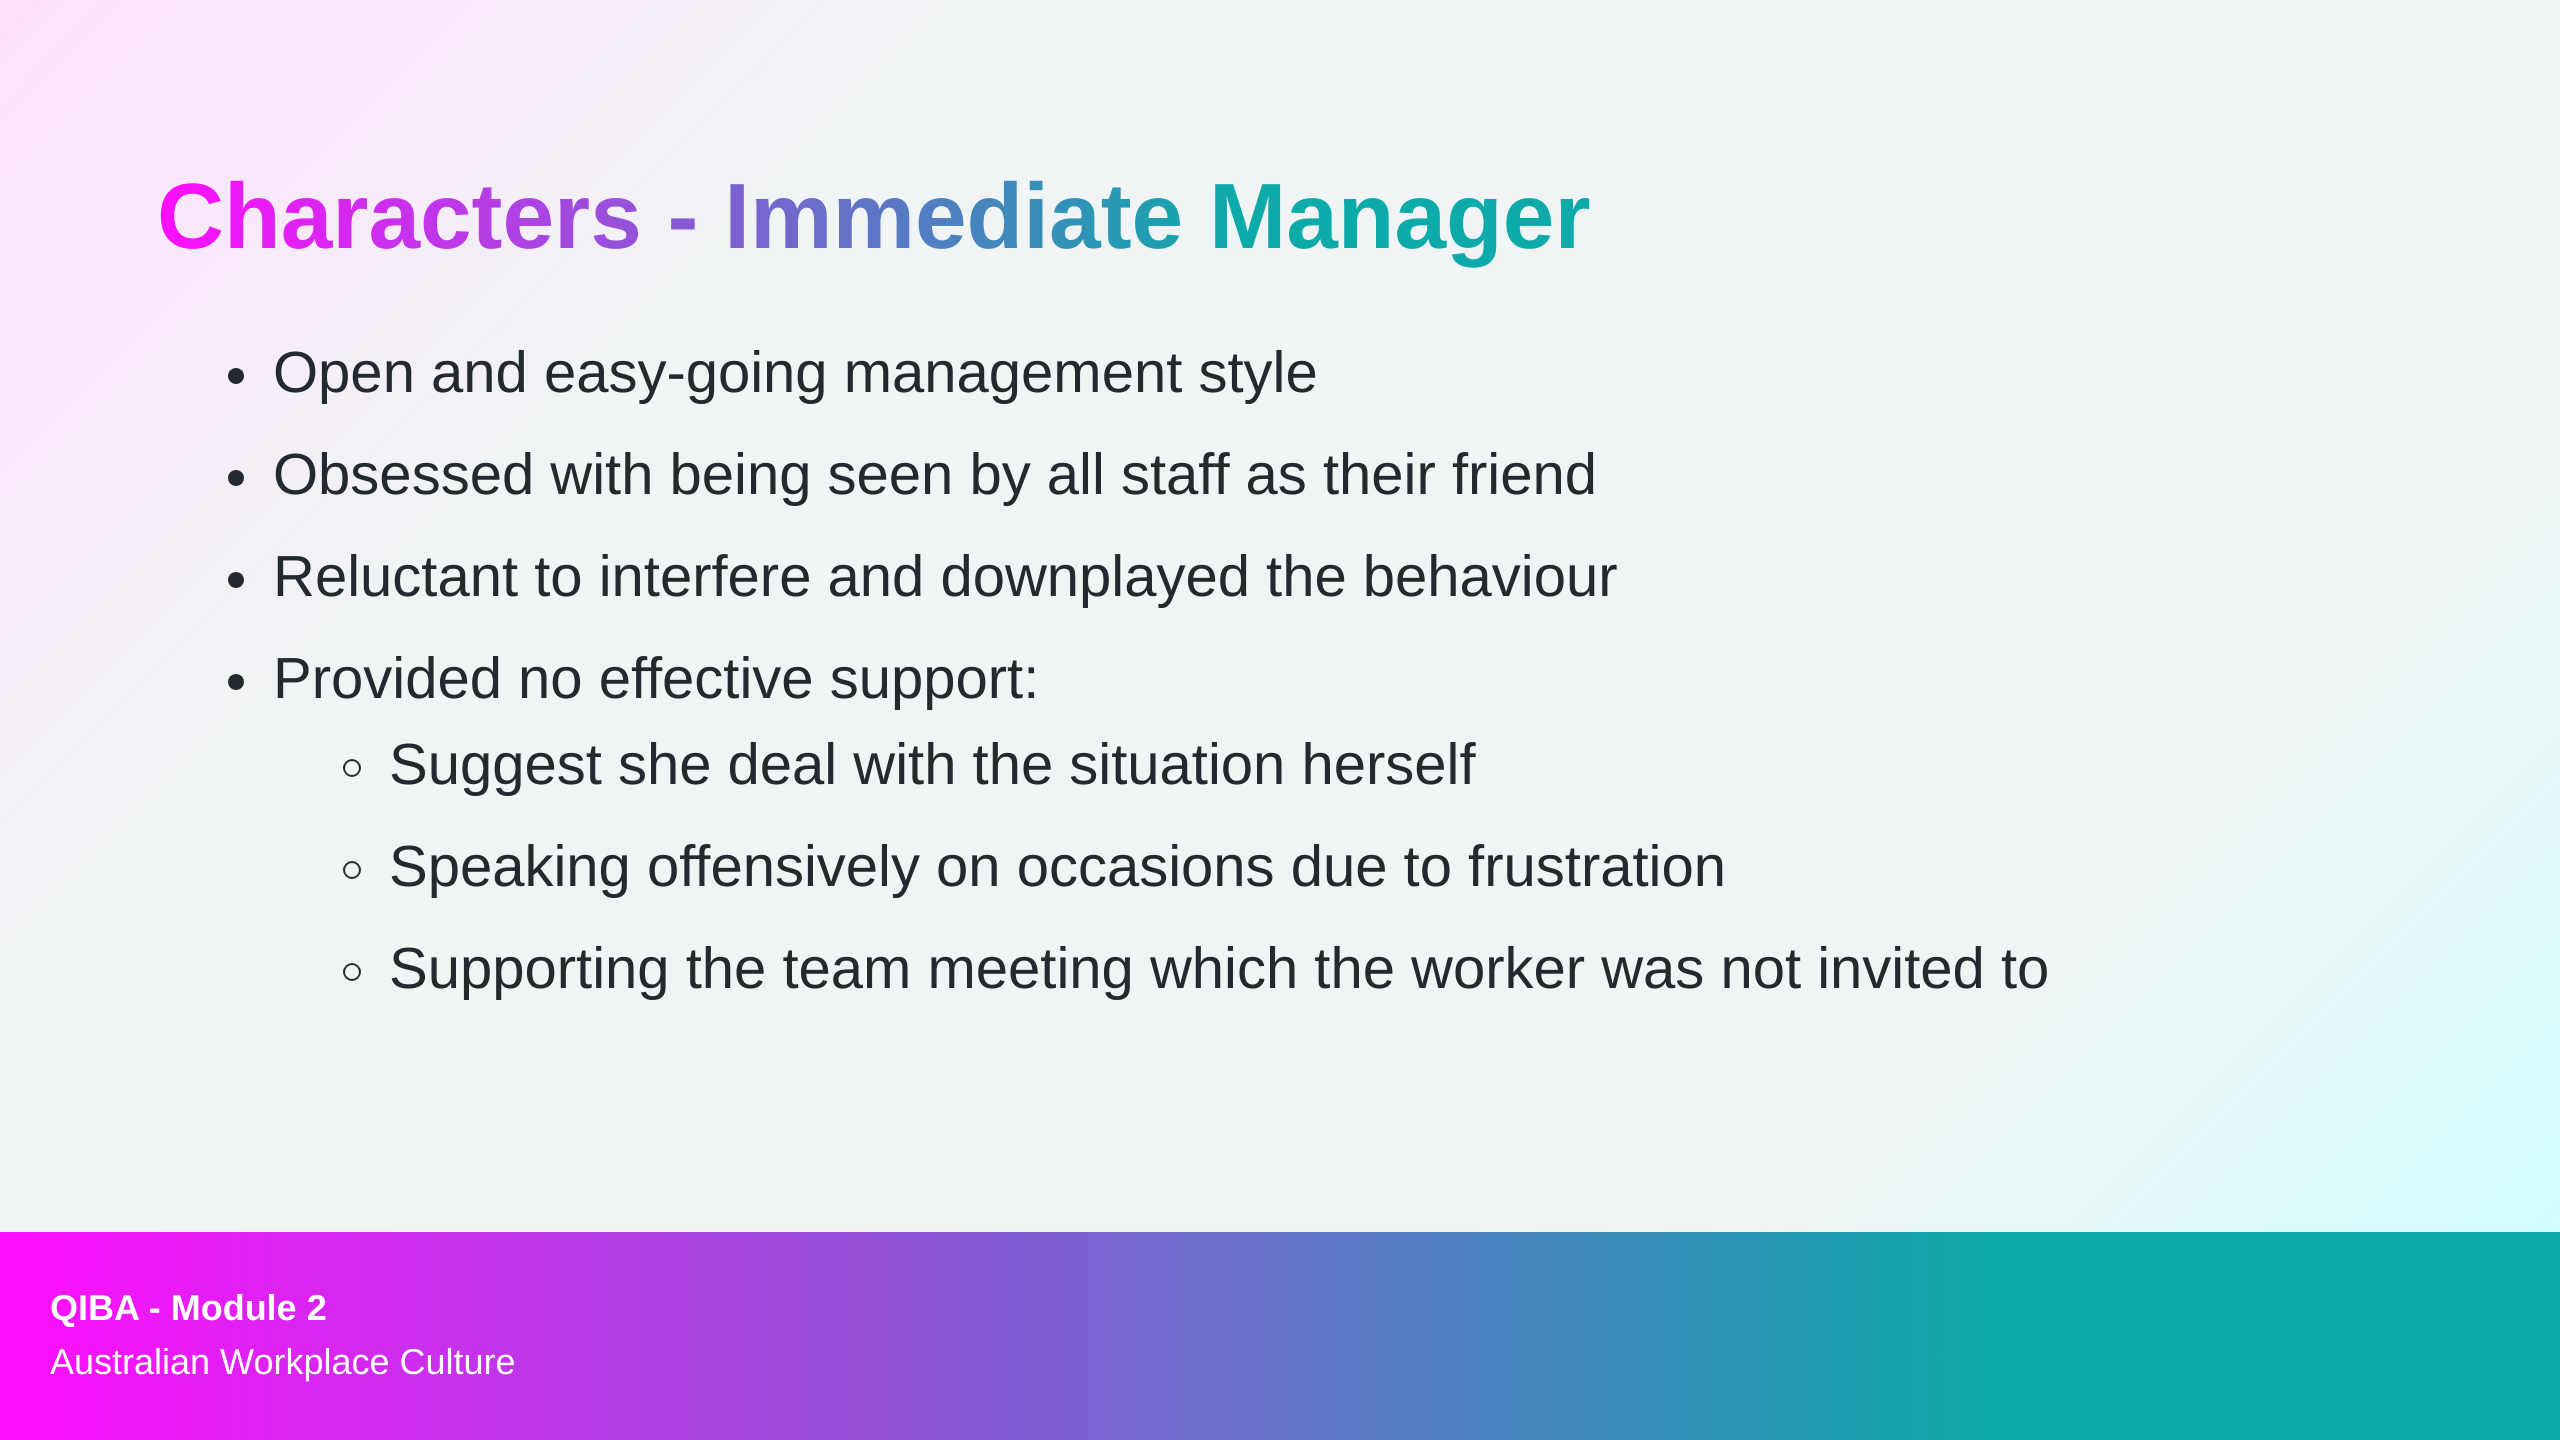 Characters - Immediate Manager
• Open and easy-going management style
• Obsessed with being seen by all staff as their friend
• Reluctant to interfere and downplayed the behaviour
• Provided no effective support:
◦ Suggest she deal with the situation herself
◦ Speaking offensively on occasions due to frustration
◦ Supporting the team meeting which the worker was not invited to
QIBA - Module 2
Australian Workplace Culture